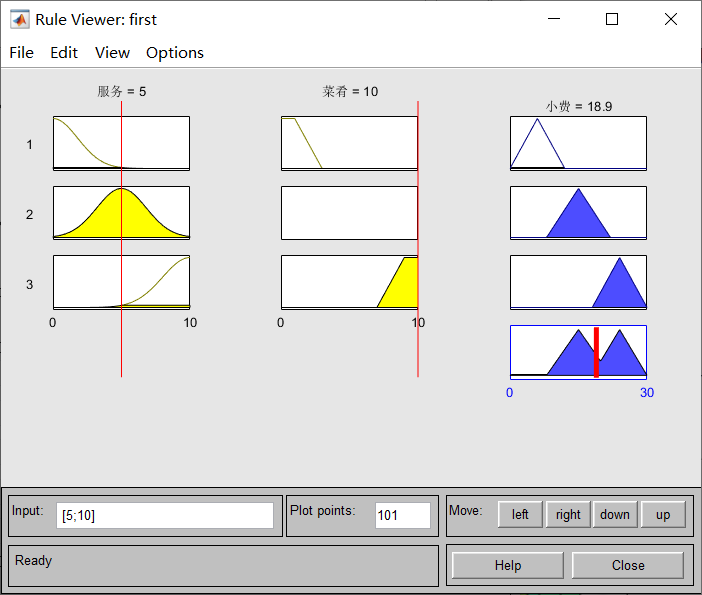 Rule Viewer: first
File Edit View Options
服务 = 5 菜肴 = 10 小费 = 18.9
1
2
3
0 10 0 10
0 30
Input: [5;10] Plot points: 101 Move: left right down up
Ready Help Close